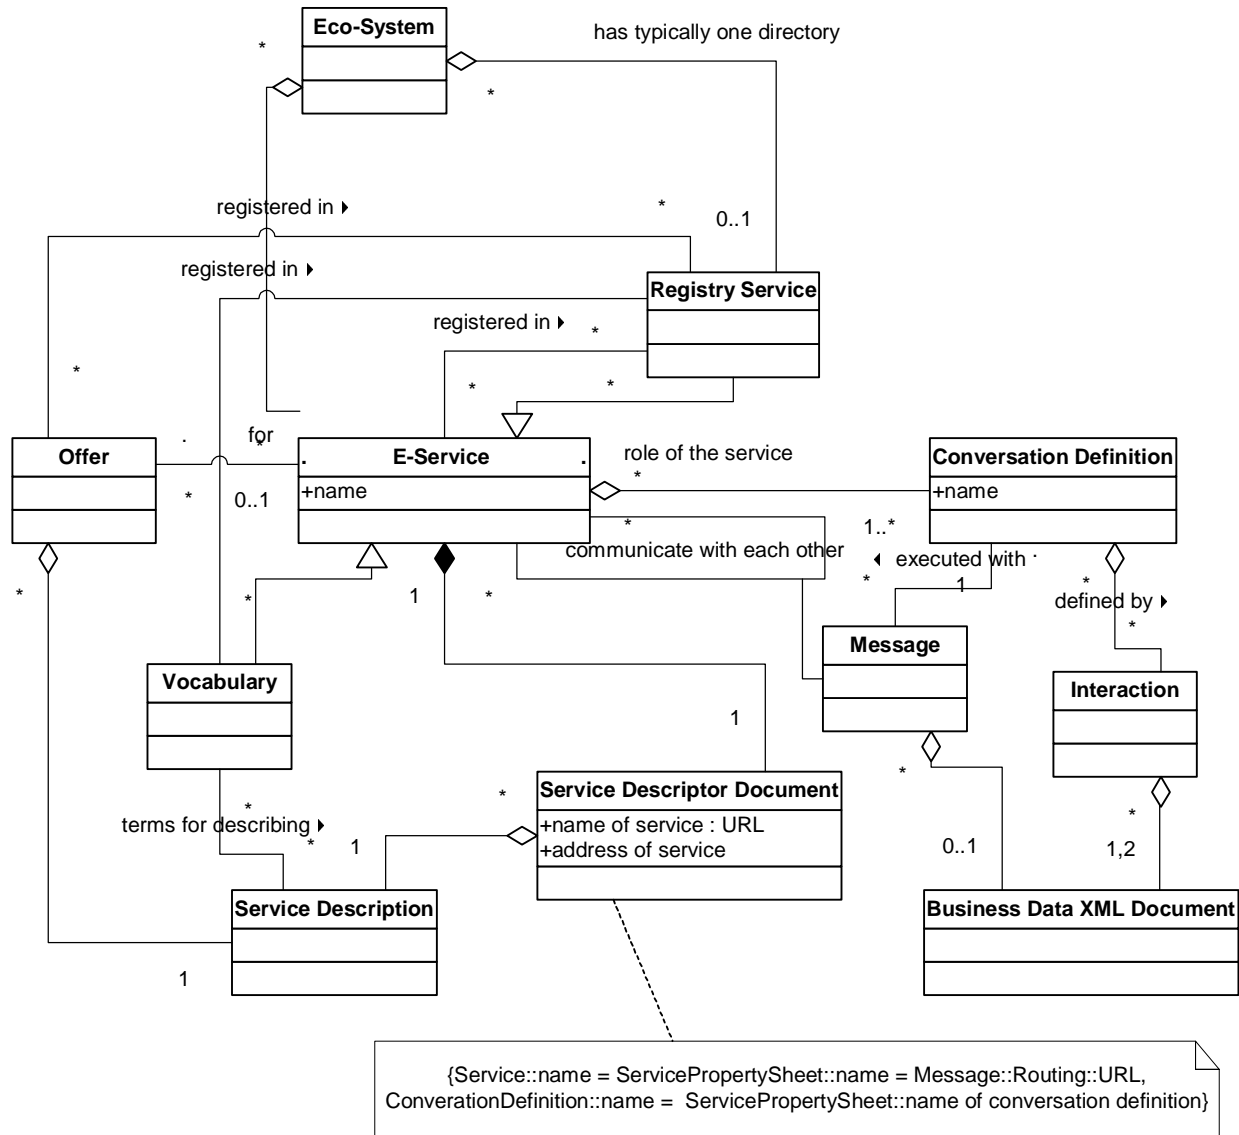 Eco-System
has typically one directory
*
*
registered in
*
0..1
registered in
Registry Service
registered in
*
*
*
*
.
for
*
Offer
.
E-Service
.
role of the service
Conversation Definition
+name
*
+name
*
0..1
*
1..*
communicate with each other
executed with
.
*
1
*
*
1
*
*
defined by
*
Message
Vocabulary
Interaction
1
*
Service Descriptor Document
*
*
*
terms for describing
+name of service : URL
+address of service
*
1
0..1
1,2
Service Description
Business Data XML Document
1
{Service::name = ServicePropertySheet::name = Message::Routing::URL,
ConverationDefinition::name =  ServicePropertySheet::name of conversation definition}